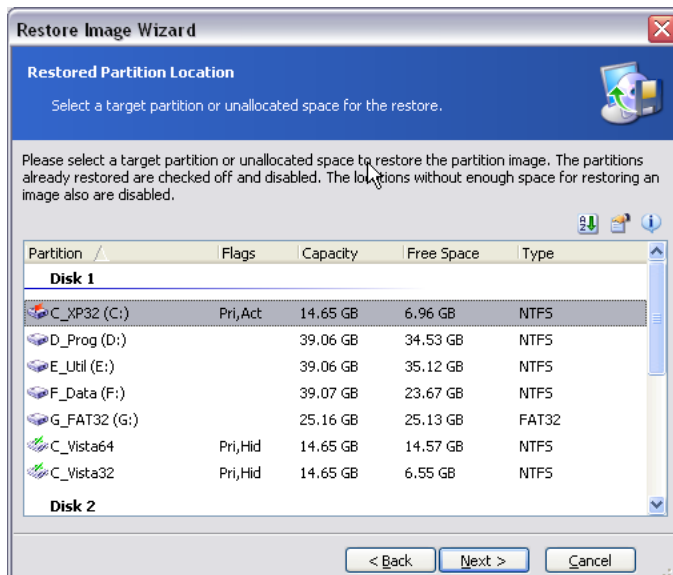 Restore Image Wizard
Restored Partition Location
Select a target partition or unallocated space for the restore.
Please select a target partition or unallocated space to restore the partition image. The partitions
already restored are checked off and disabled. The locations without enough space for restoring an
image also are disabled.
Partition Flags Capacity Free Space Type
Disk 1
C_XP32 (C:) Pri,Act 14.65 GB 6.96 GB NTFS
D_Prog (D:) 39.06 GB 34.53 GB NTFS
E_Util (E:) 39.06 GB 35.12 GB NTFS
F_Data (F:) 39.07 GB 23.67 GB NTFS
G_FAT32 (G:) 25.16 GB 25.13 GB FAT32
C_Vista64 Pri,Hid 14.65 GB 14.57 GB NTFS
C_Vista32 Pri,Hid 14.65 GB 6.55 GB NTFS
Disk 2
< Back Next > Cancel